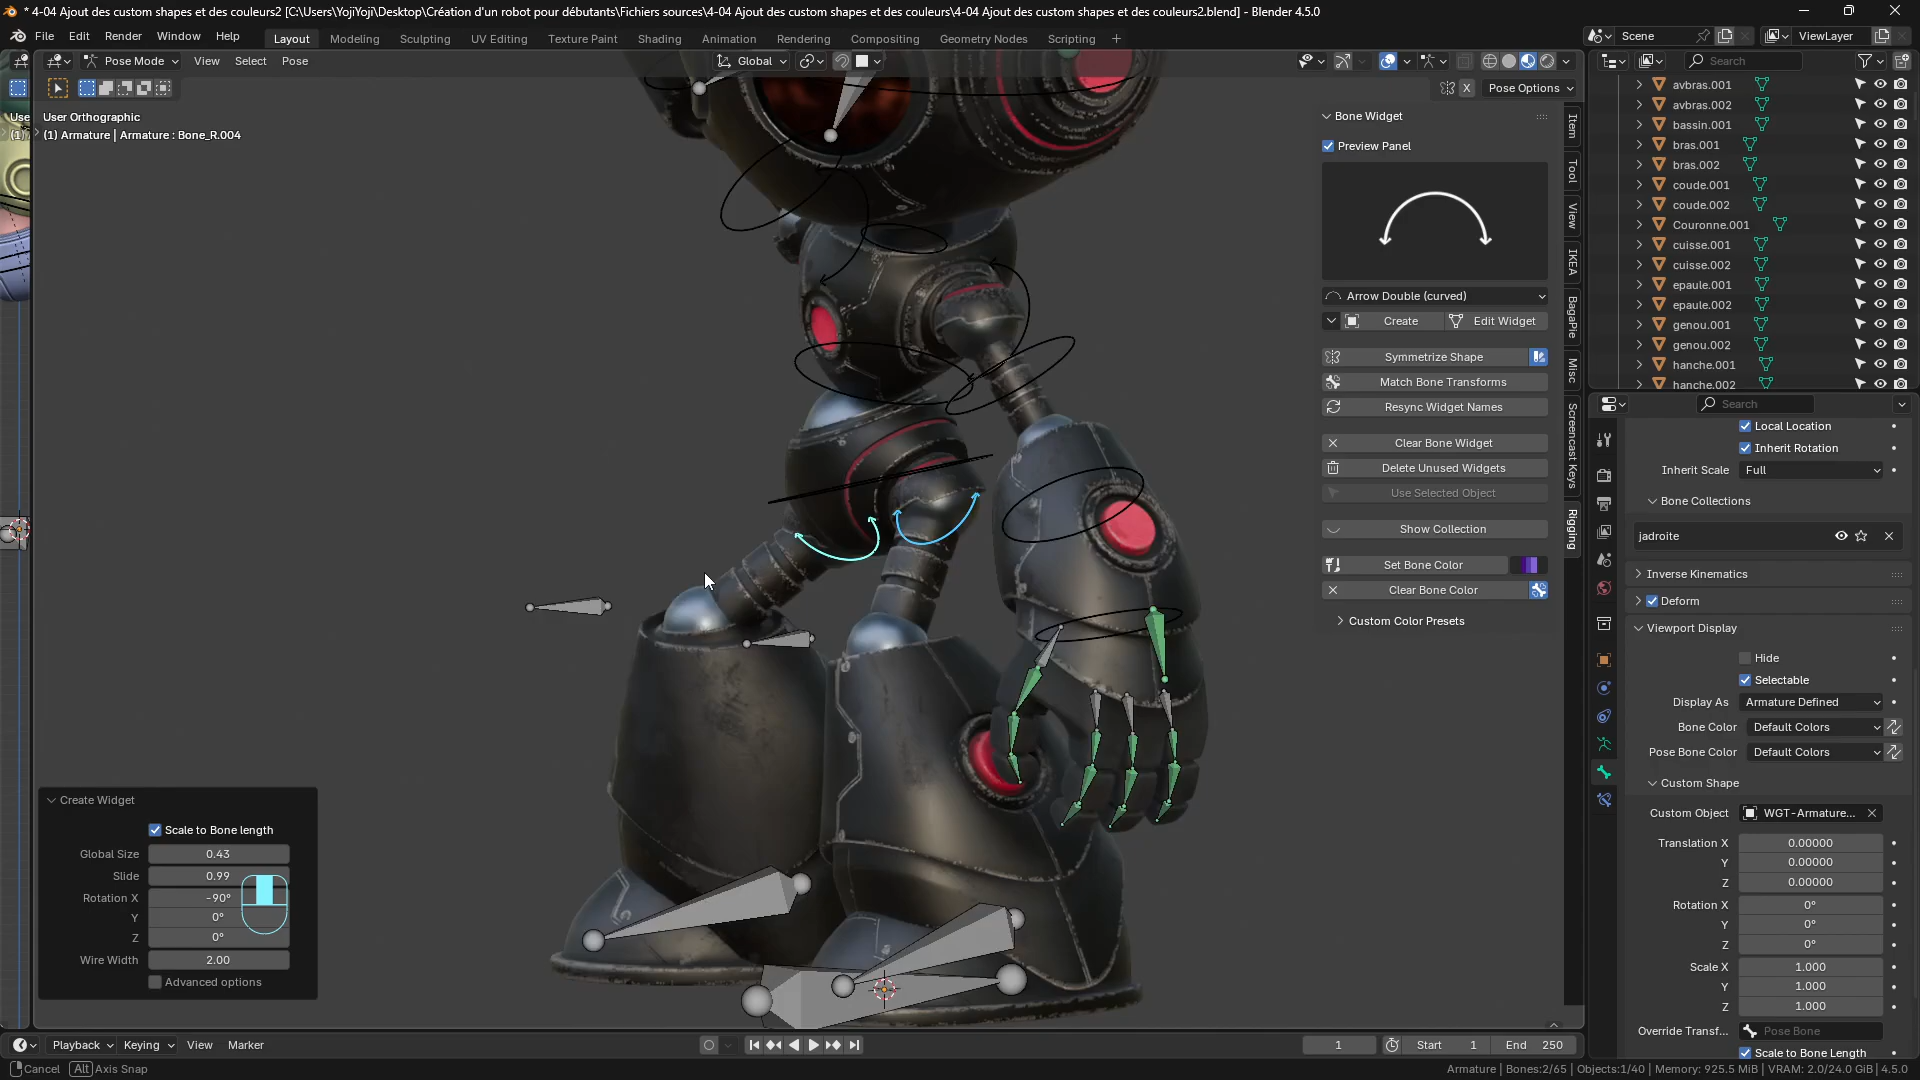 * 4-04 Ajout des custom shapes et des couleurs2 [C:\Users\YojiYoji\Desktop\Création d'un robot pour débutants\Fichiers sources\4-04 Ajout des custom shapes et des couleurs\4-04 Ajout des custom shapes et des couleurs2.blend] - Blender 4.5.0
File Edit Render Window Help Layout Modeling Sculpting UV Editing Texture Paint Shading Animation Rendering Compositing Geometry Nodes Scripting + Scene ViewLayer
Pose Mode View Select Pose Global Search
X Pose Options
Use User Orthographic
(1) (1) Armature | Armature : Bone_R.004
Bone Widget
Preview Panel
Arrow Double (curved)
Create Edit Widget
Symmetrize Shape
Match Bone Transforms
Resync Widget Names
Clear Bone Widget
Delete Unused Widgets
Use Selected Object
Show Collection
Set Bone Color
Clear Bone Color
Custom Color Presets
Item
Tool
View
IKEA
BagaPie
Misc
Screencast Keys
Rigging
avbras.001
avbras.002
bassin.001
bras.001
bras.002
coude.001
coude.002
Couronne.001
cuisse.001
cuisse.002
epaule.001
epaule.002
genou.001
genou.002
hanche.001
hanche.002
Search
Local Location
Inherit Rotation
Inherit Scale Full
Bone Collections
jadroite
Inverse Kinematics
Deform
Viewport Display
Hide
Selectable
Display As Armature Defined
Bone Color Default Colors
Pose Bone Color Default Colors
Custom Shape
Custom Object WGT-Armature...
Translation X 0.00000
Y 0.00000
Z 0.00000
Rotation X 0°
Y 0°
Z 0°
Scale X 1.000
Y 1.000
Z 1.000
Override Transf... Pose Bone
Scale to Bone Length
Create Widget
Scale to Bone length
Global Size 0.43
Slide 0.99
Rotation X -90°
Y 0°
Z 0°
Wire Width 2.00
Advanced options
Playback Keying View Marker 1 Start 1 End 250
Cancel Alt Axis Snap Armature | Bones:2/65 | Objects:1/40 | Memory: 925.5 MiB | VRAM: 2.0/24.0 GiB | 4.5.0